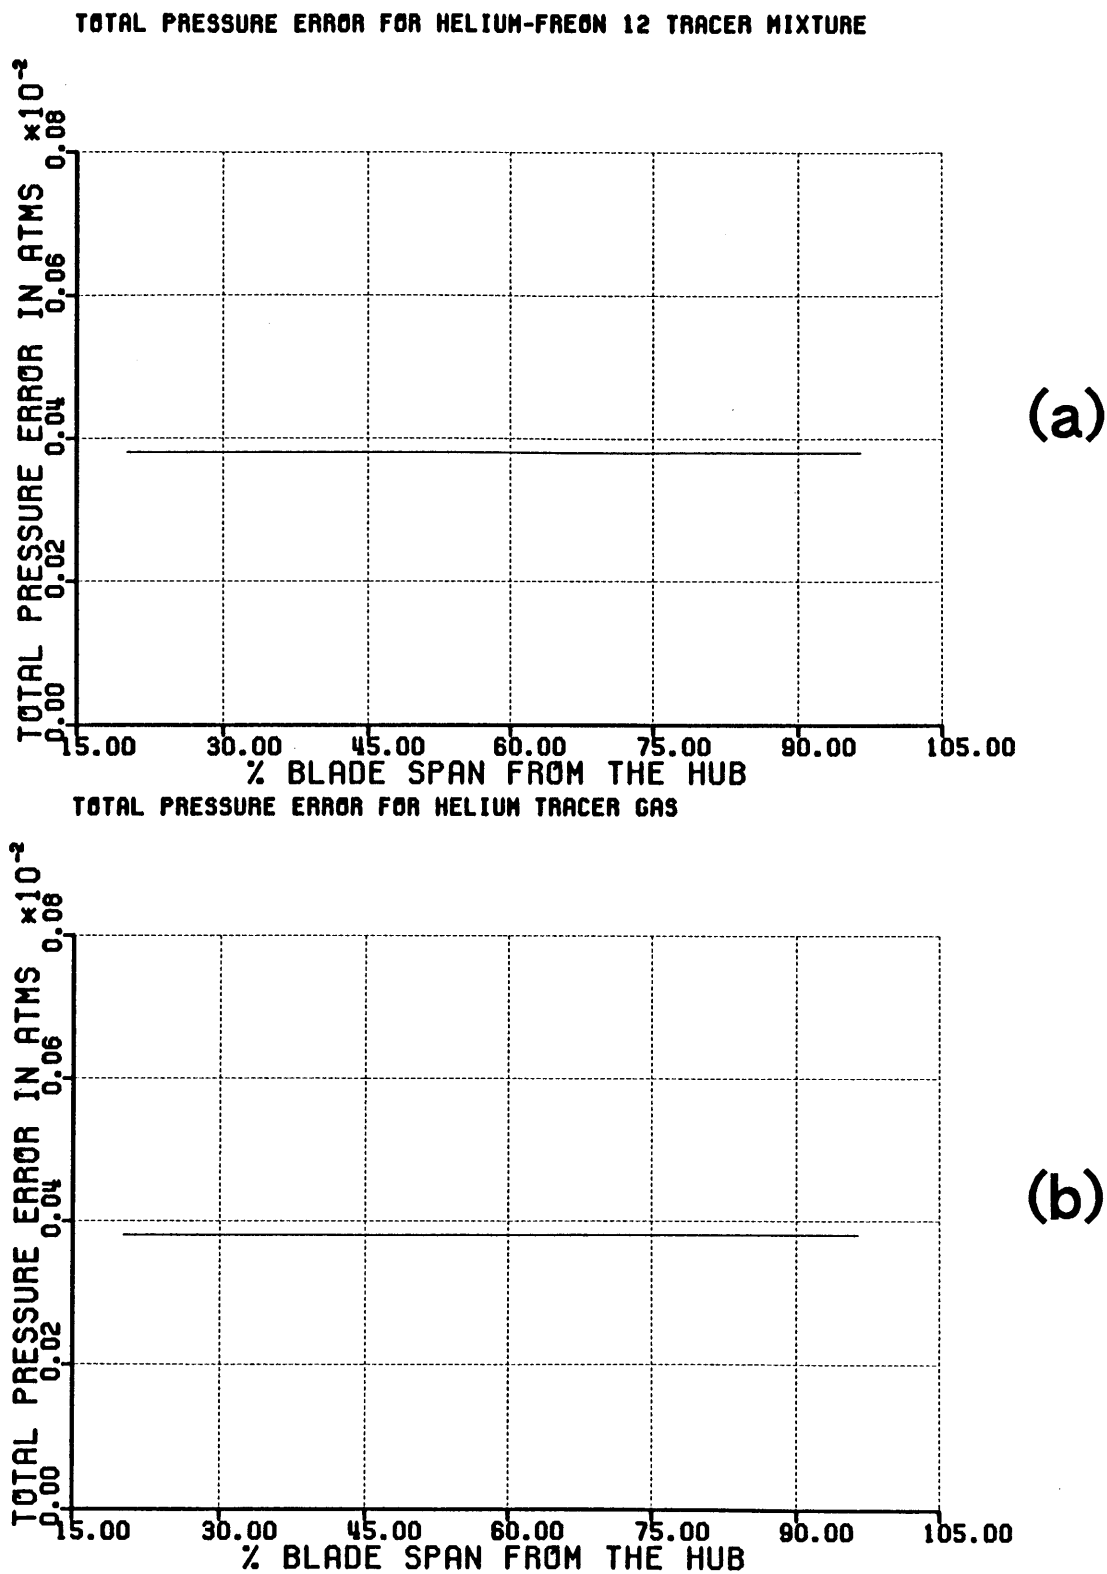 TOTAL PRESSURE ERROR FOR HELIUM-FREON 12 TRACER MIXTURE
TOTAL PRESSURE ERROR IN ATMS *10⁻²
0.08
0.06
0.04
0.02
0.00
15.00 30.00 45.00 60.00 75.00 90.00 105.00
% BLADE SPAN FROM THE HUB
(a)
TOTAL PRESSURE ERROR FOR HELIUM TRACER GAS
TOTAL PRESSURE ERROR IN ATMS *10⁻²
0.08
0.06
0.04
0.02
0.00
15.00 30.00 45.00 60.00 75.00 90.00 105.00
% BLADE SPAN FROM THE HUB
(b)